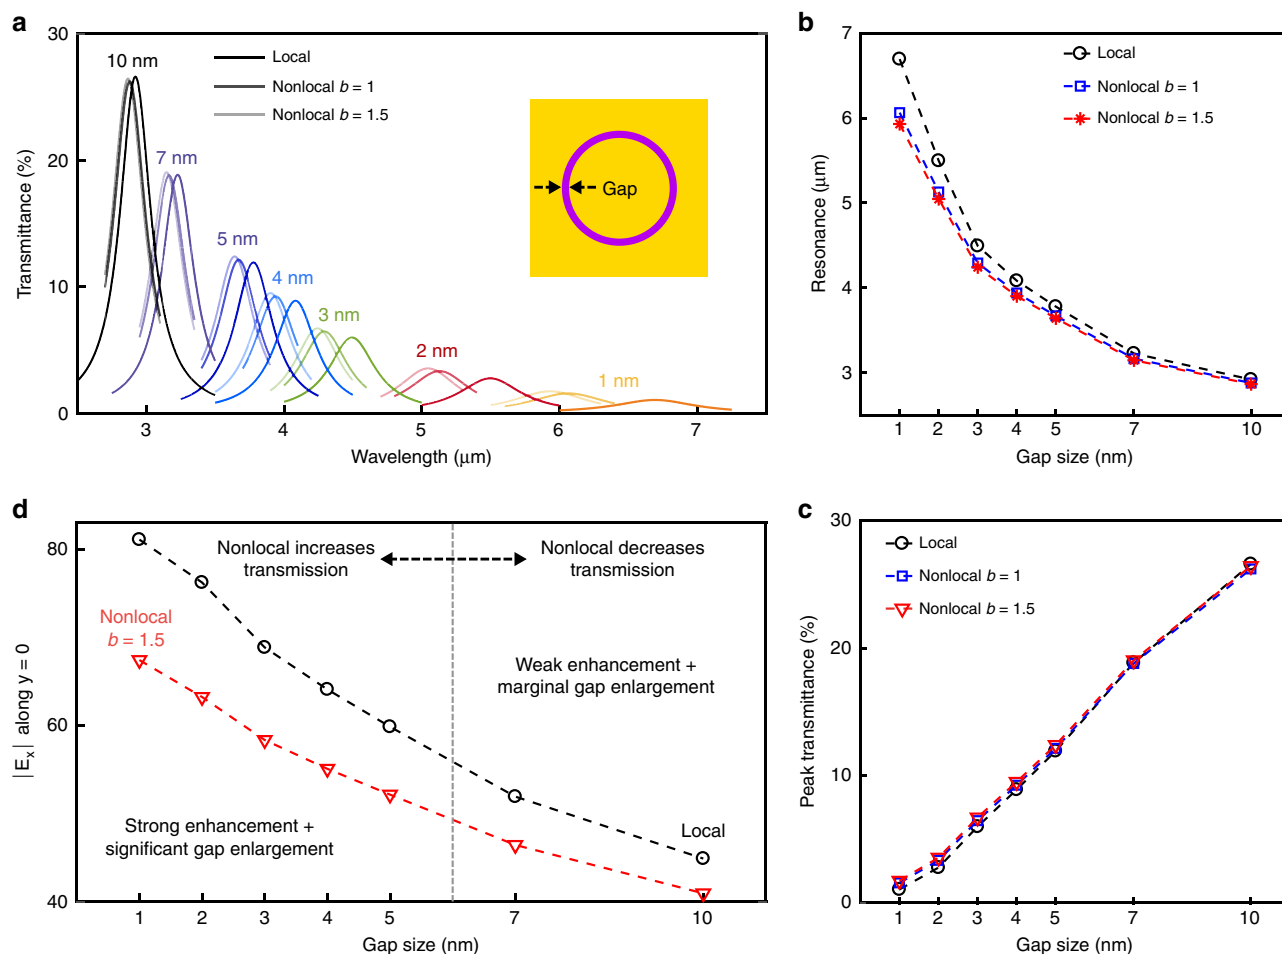 a
30
20
10
0
Transmittance (%)
3
4
5
6
7
Wavelength (μm)
Local
Nonlocal b = 1
Nonlocal b = 1.5
10 nm
7 nm
5 nm
4 nm
3 nm
2 nm
1 nm
Gap
b
7
6
5
4
3
Resonance (μm)
1
2
3
4
5
7
10
Gap size (nm)
Local
Nonlocal b = 1
Nonlocal b = 1.5
d
80
60
40
|Ex| along y = 0
1
2
3
4
5
7
10
Gap size (nm)
Nonlocal increases
transmission
Nonlocal decreases
transmission
Nonlocal
b = 1.5
Weak enhancement +
marginal gap enlargement
Strong enhancement +
significant gap enlargement
Local
c
30
20
10
0
Peak transmittance (%)
1
2
3
4
5
7
10
Gap size (nm)
Local
Nonlocal b = 1
Nonlocal b = 1.5